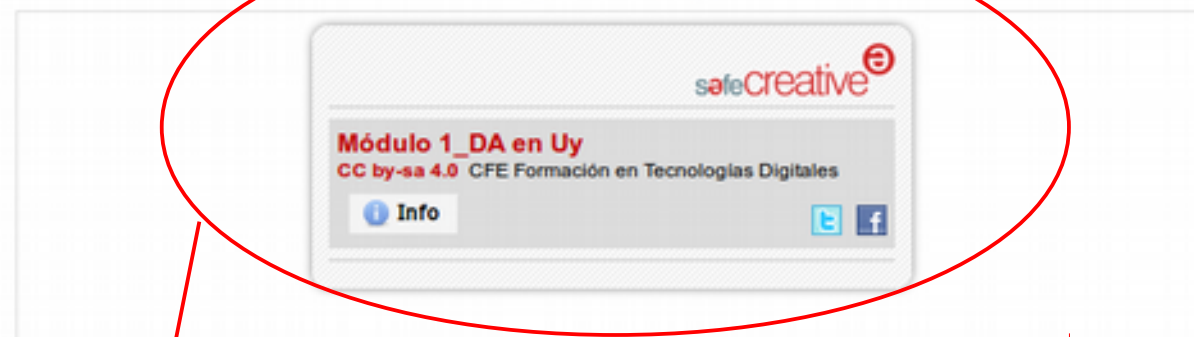 safecreative
Módulo 1_DA en Uy
CC by-sa 4.0 CFE Formación en Tecnologías Digitales
Info